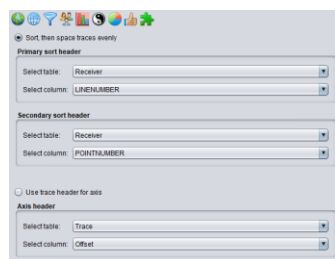 Sort, then space traces evenly
Primary sort header
Select table: Receiver
Select column: LINENUMBER
Secondary sort header
Select table: Receiver
Select column: POINTNUMBER
Use trace header for axis
Axis header
Select table: Trace
Select column: Offset